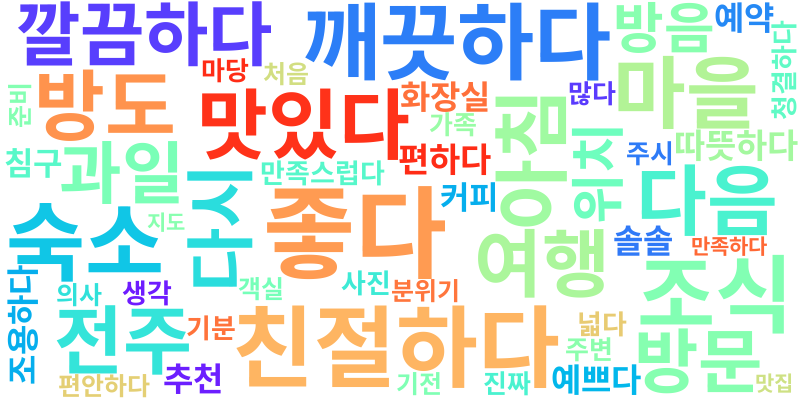 깔끔하다
깨끗하다
방음
예약
마당
처음
화장실
많다
마을
청결하다
준비
방도
맛있다
가족
아침
위치
주시
따뜻하다
침구
과일
만족스럽다
편하다
커피
다시
좋다
다음
지도
숙소
여행
솔솔
만족하다
조용하다
의사
생각
객실
사진
분위기
조식
전주
기분
친절하다
넓다
주변
방문
편안하다
추천
기전
진짜
예쁘다
맛집